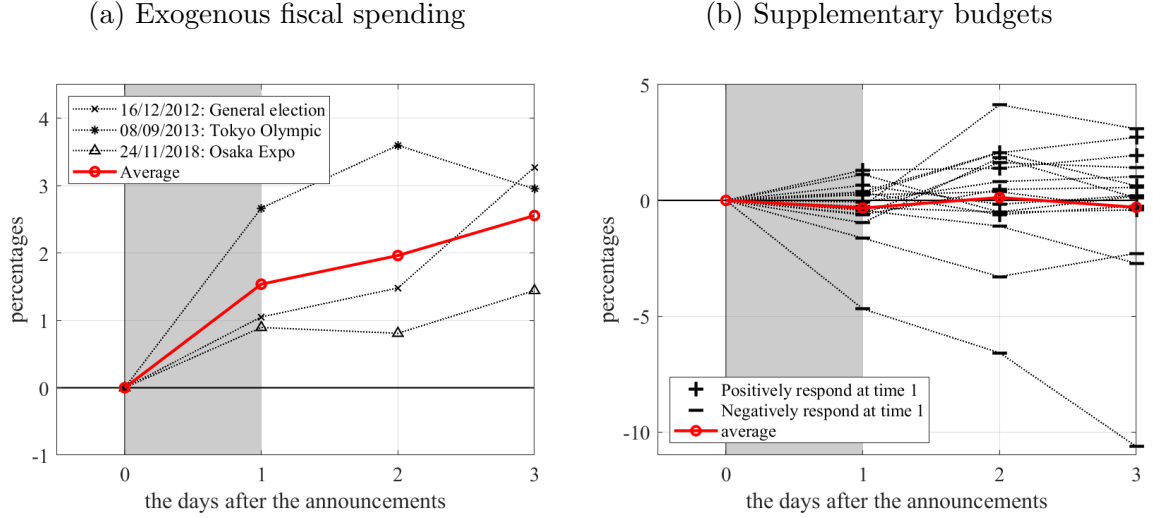 (a) Exogenous fiscal spending
percentages
4
3
2
1
0
-1
16/12/2012: General election
08/09/2013: Tokyo Olympic
24/11/2018: Osaka Expo
Average
0 1 2 3
the days after the announcements
(b) Supplementary budgets
percentages
5
0
-5
-10
Positively respond at time 1
Negatively respond at time 1
average
0 1 2 3
the days after the announcements